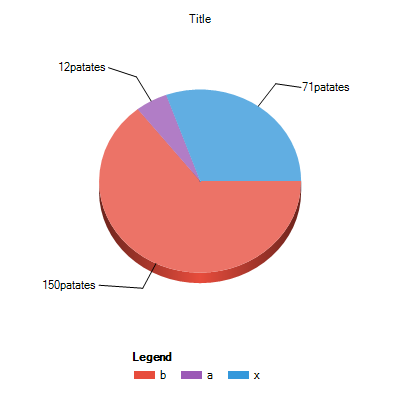 Title
12patates
71patates
150patates
Legend
b a x